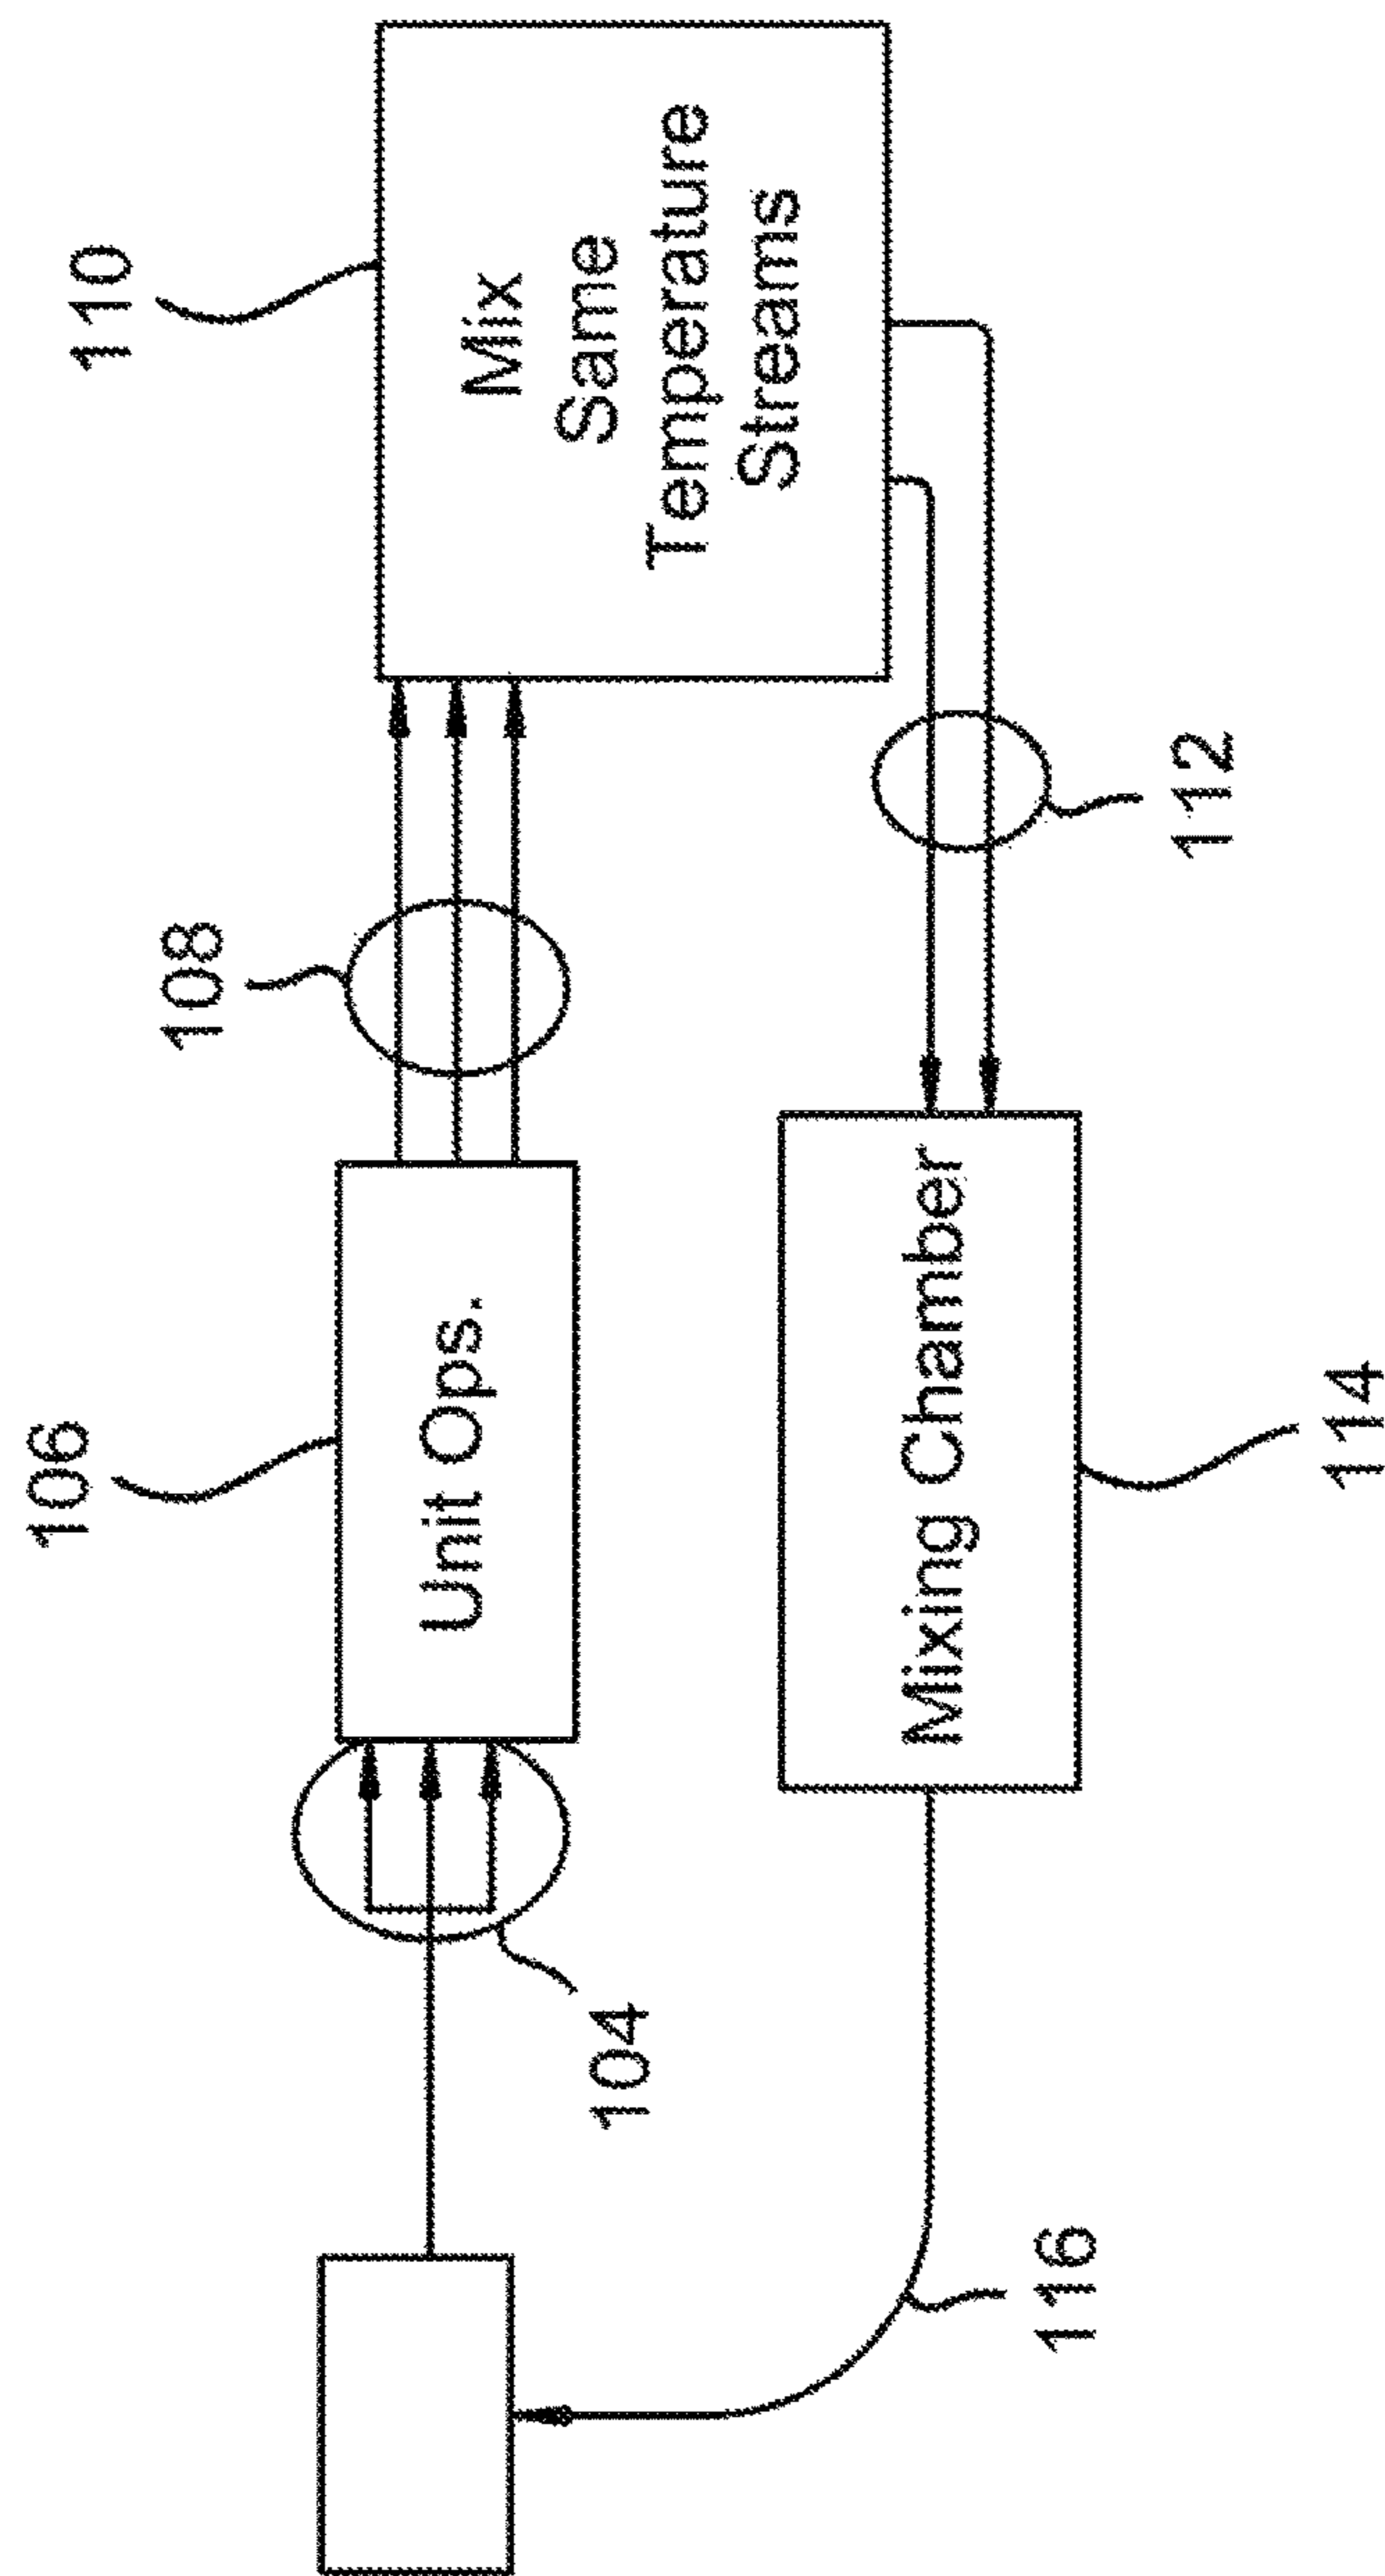 110
Mix
Same
Temperature
Streams
108
112
106
Unit Ops.
Mixing Chamber
114
104
116